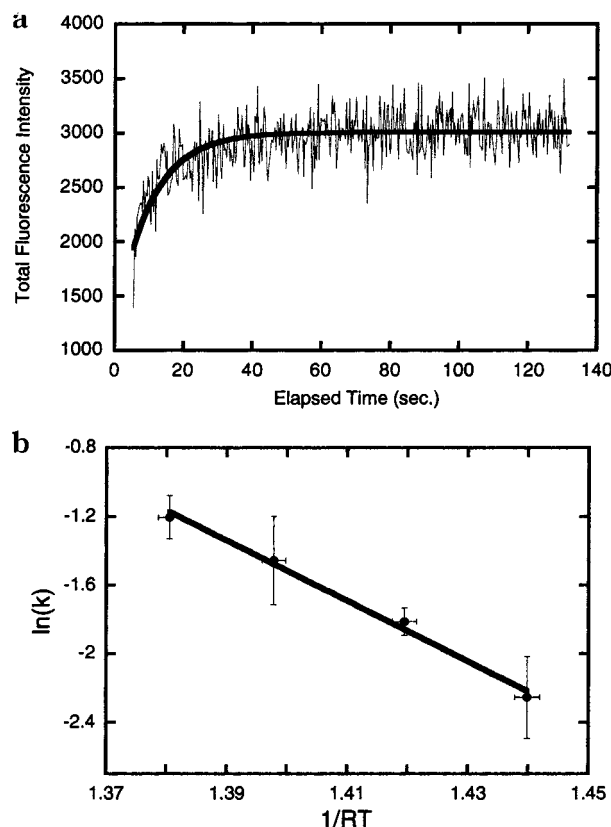 a
4000
3500
3000
2500
2000
1500
1000
Total Fluorescence Intensity
0 20 40 60 80 100 120 140
Elapsed Time (sec.)
b
-0.8
-1.2
-1.6
-2
-2.4
ln(k)
1.37 1.39 1.41 1.43 1.45
1/RT